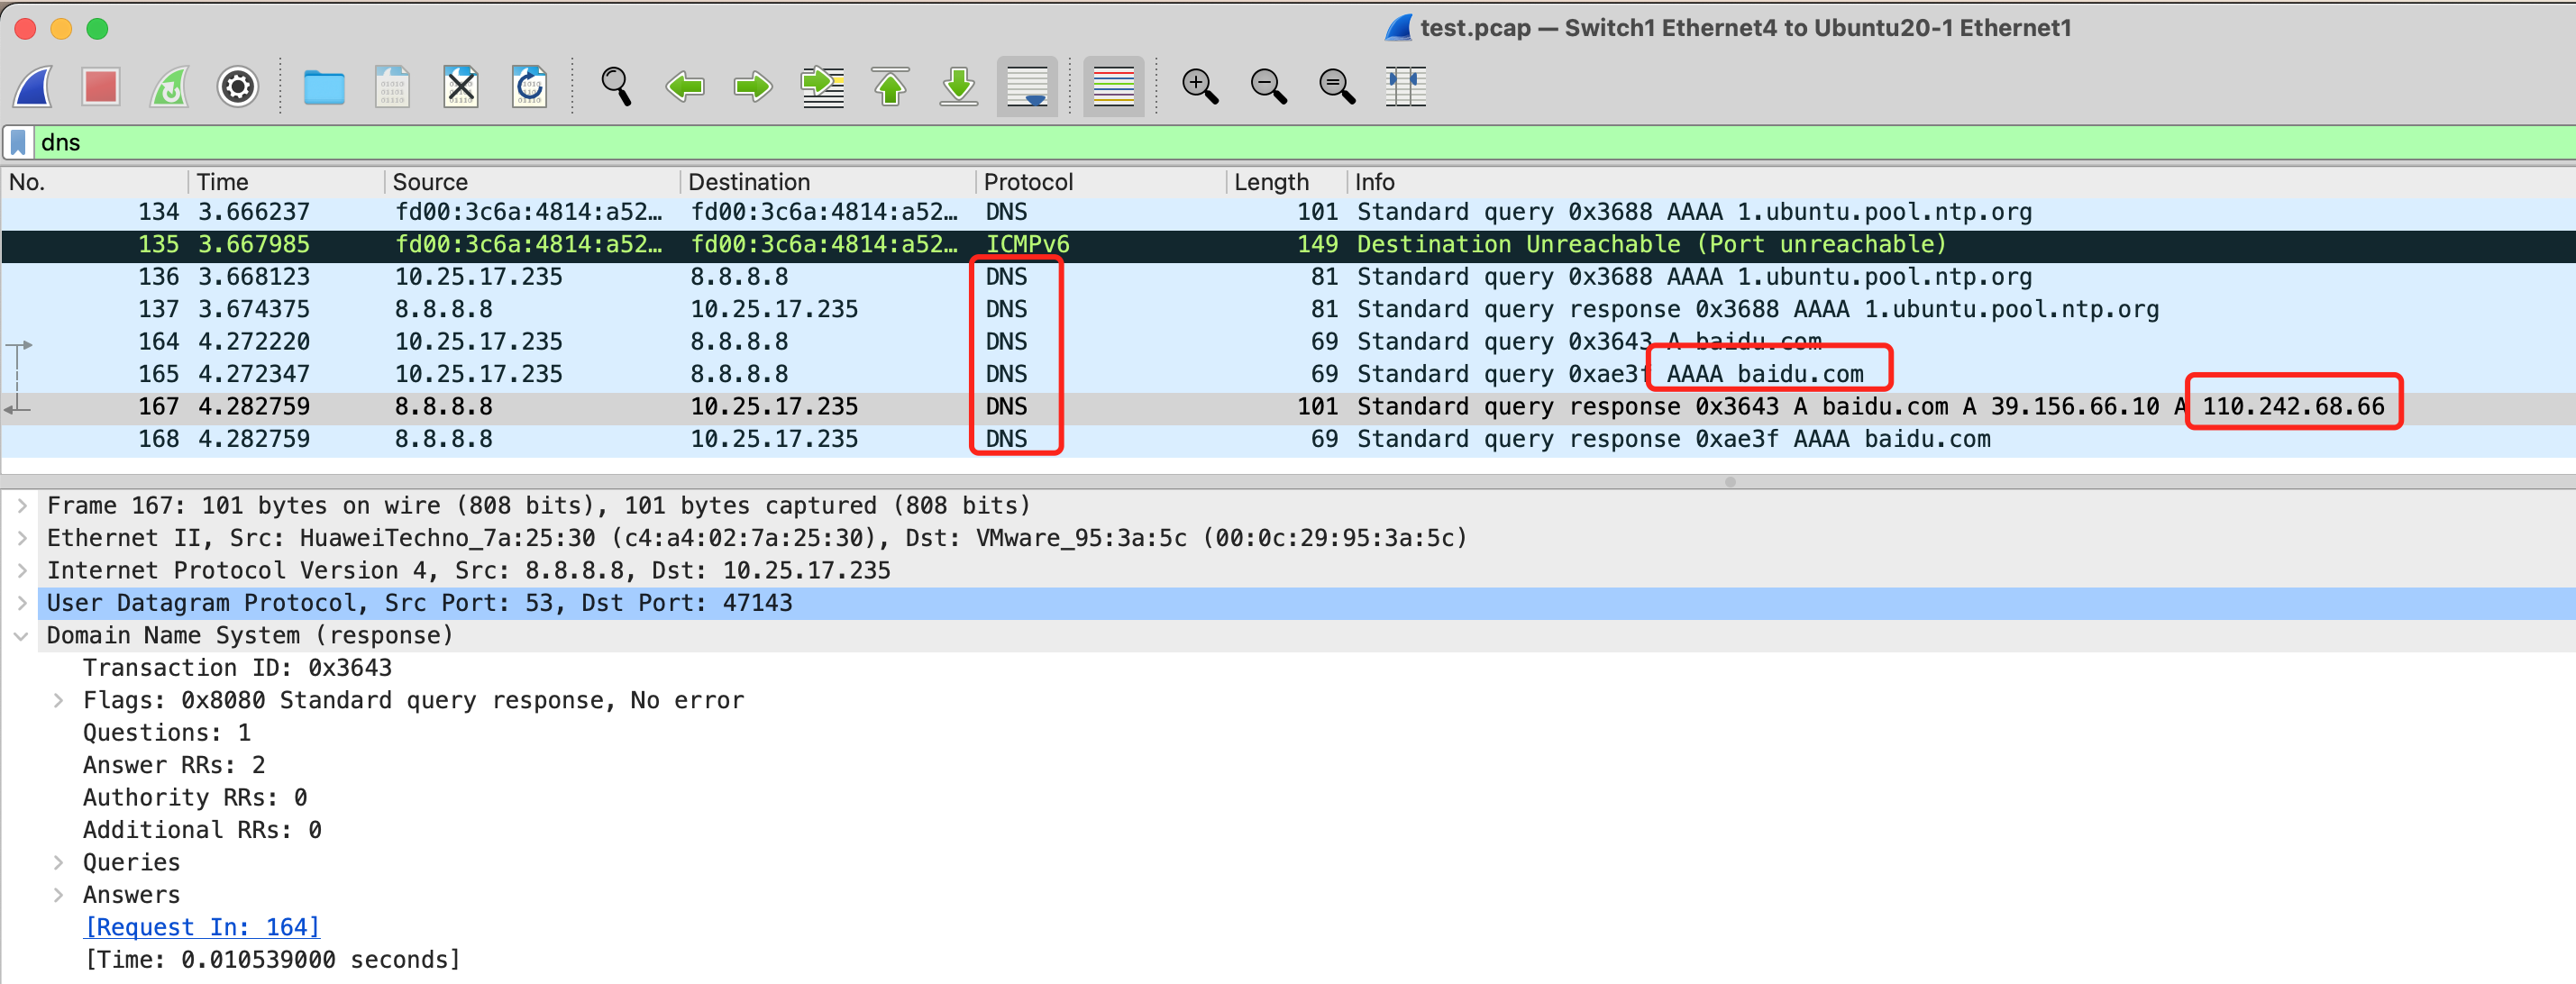 test.pcap — Switch1 Ethernet4 to Ubuntu20-1 Ethernet1
dns
No. Time Source Destination Protocol Length Info
134 3.666237 fd00:3c6a:4814:a52… fd00:3c6a:4814:a52… DNS 101 Standard query 0x3688 AAAA 1.ubuntu.pool.ntp.org
135 3.667985 fd00:3c6a:4814:a52… fd00:3c6a:4814:a52… ICMPv6 149 Destination Unreachable (Port unreachable)
136 3.668123 10.25.17.235 8.8.8.8 DNS 81 Standard query 0x3688 AAAA 1.ubuntu.pool.ntp.org
137 3.674375 8.8.8.8 10.25.17.235 DNS 81 Standard query response 0x3688 AAAA 1.ubuntu.pool.ntp.org
164 4.272220 10.25.17.235 8.8.8.8 DNS 69 Standard query 0x3643 A baidu.com
165 4.272347 10.25.17.235 8.8.8.8 DNS 69 Standard query 0xae3f AAAA baidu.com
167 4.282759 8.8.8.8 10.25.17.235 DNS 101 Standard query response 0x3643 A baidu.com A 39.156.66.10 A 110.242.68.66
168 4.282759 8.8.8.8 10.25.17.235 DNS 69 Standard query response 0xae3f AAAA baidu.com
Frame 167: 101 bytes on wire (808 bits), 101 bytes captured (808 bits)
Ethernet II, Src: HuaweiTechno_7a:25:30 (c4:a4:02:7a:25:30), Dst: VMware_95:3a:5c (00:0c:29:95:3a:5c)
Internet Protocol Version 4, Src: 8.8.8.8, Dst: 10.25.17.235
User Datagram Protocol, Src Port: 53, Dst Port: 47143
Domain Name System (response)
Transaction ID: 0x3643
Flags: 0x8080 Standard query response, No error
Questions: 1
Answer RRs: 2
Authority RRs: 0
Additional RRs: 0
Queries
Answers
[Request In: 164]
[Time: 0.010539000 seconds]